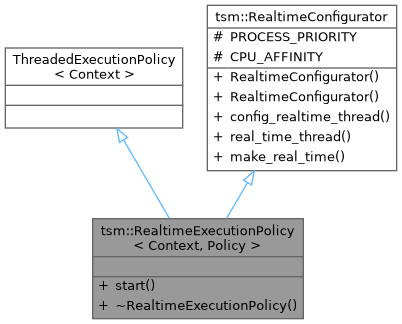 ThreadedExecutionPolicy
< Context >
tsm::RealtimeConfigurator
# PROCESS_PRIORITY
# CPU_AFFINITY
+ RealtimeConfigurator()
+ RealtimeConfigurator()
+ config_realtime_thread()
+ real_time_thread()
+ make_real_time()
tsm::RealtimeExecutionPolicy
< Context, Policy >
+ start()
+ ~RealtimeExecutionPolicy()